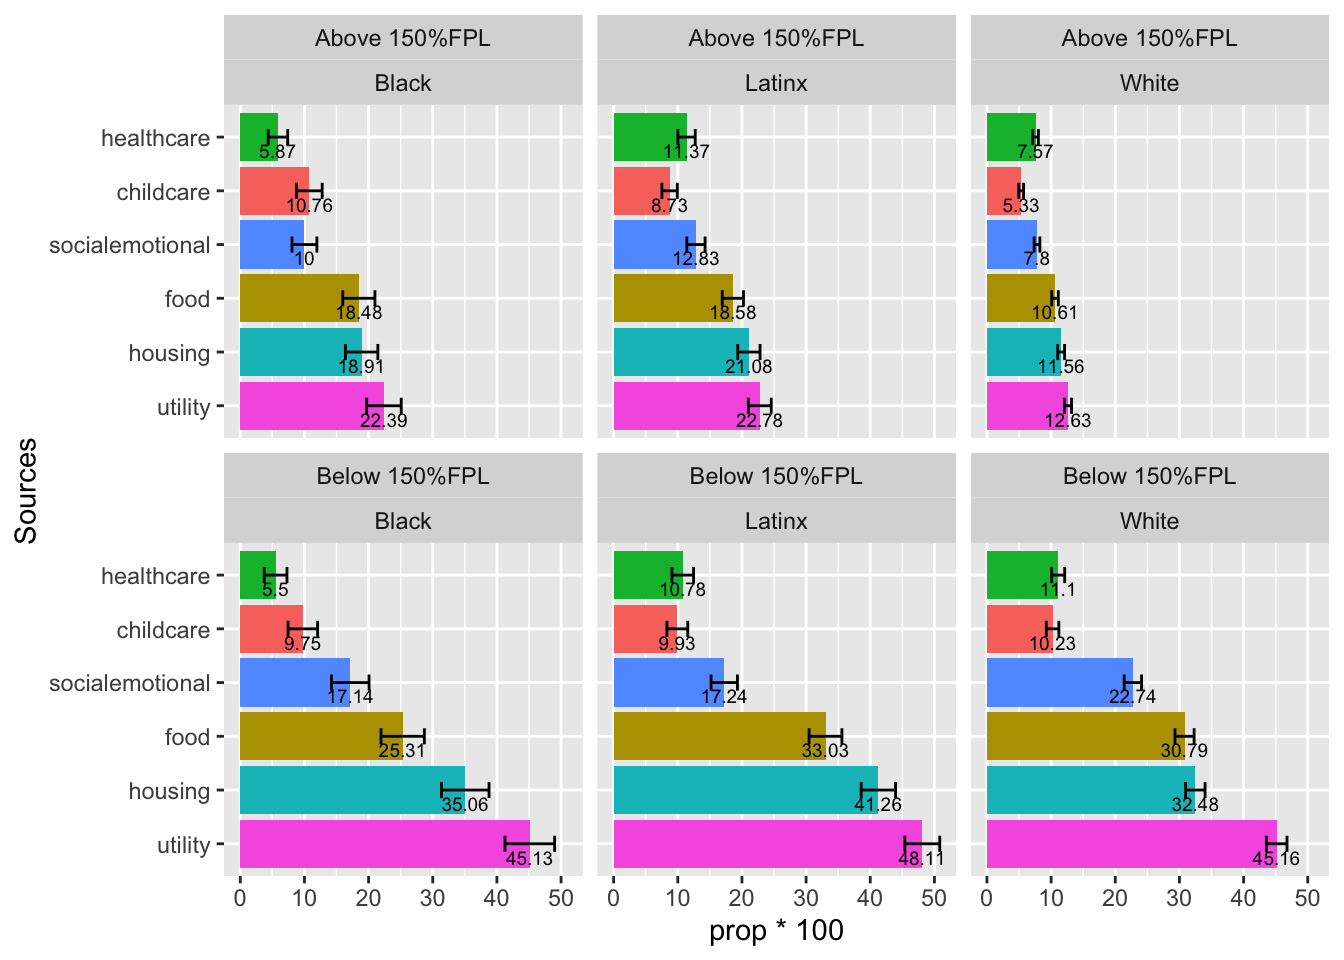 Above 150%FPL Above 150%FPL Above 150%FPL
Black Latinx White
healthcare 5.87 11.37 7.57
childcare 10.76 8.73 5.33
socialemotional 10 12.83 7.8
food 18.48 18.58 10.61
housing 18.91 21.08 11.56
utility 22.39 22.78 12.63
Sources
Below 150%FPL Below 150%FPL Below 150%FPL
Black Latinx White
healthcare 5.5 10.78 11.1
childcare 9.75 9.93 10.23
socialemotional 17.14 17.24 22.74
food 25.31 33.03 30.79
housing 35.06 41.26 32.48
utility 45.13 48.11 45.16
0 10 20 30 40 50 0 10 20 30 40 50 0 10 20 30 40 50
prop * 100